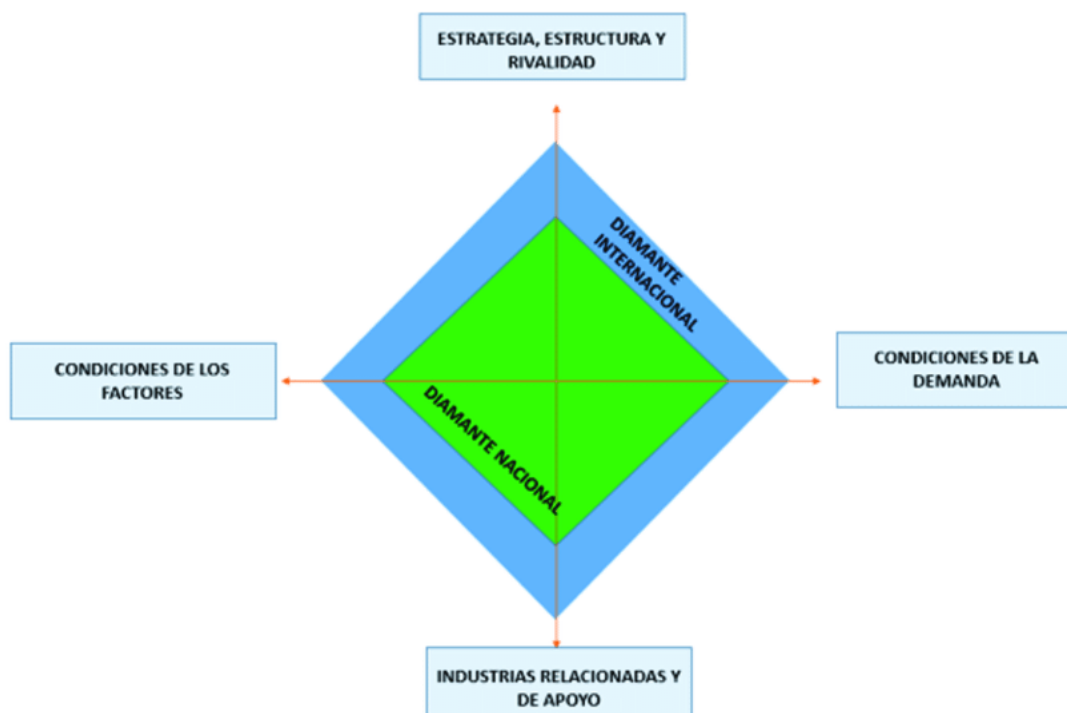 ESTRATEGIA, ESTRUCTURA Y
RIVALIDAD
DIAMANTE
INTERNACIONAL
CONDICIONES DE LOS
FACTORES
CONDICIONES DE LA
DEMANDA
DIAMANTE NACIONAL
INDUSTRIAS RELACIONADAS Y
DE APOYO